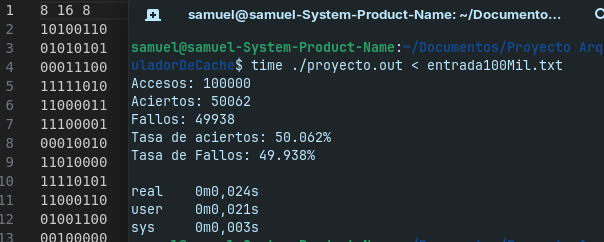 1 8 16 8
2 10100110
3 01010101
4 00011100
5 11111010
6 11000011
7 11100001
8 00010010
9 11010000
10 11110101
11 11000110
12 01001100
13 00100000
samuel@samuel-System-Product-Name: ~/Documento...
samuel@samuel-System-Product-Name:~/Documentos/Proyecto Arq
uladorDeCache$ time ./proyecto.out < entrada100Mil.txt
Accesos: 100000
Aciertos: 50062
Fallos: 49938
Tasa de aciertos: 50.062%
Tasa de Fallos: 49.938%
real 0m0,024s
user 0m0,021s
sys 0m0,003s